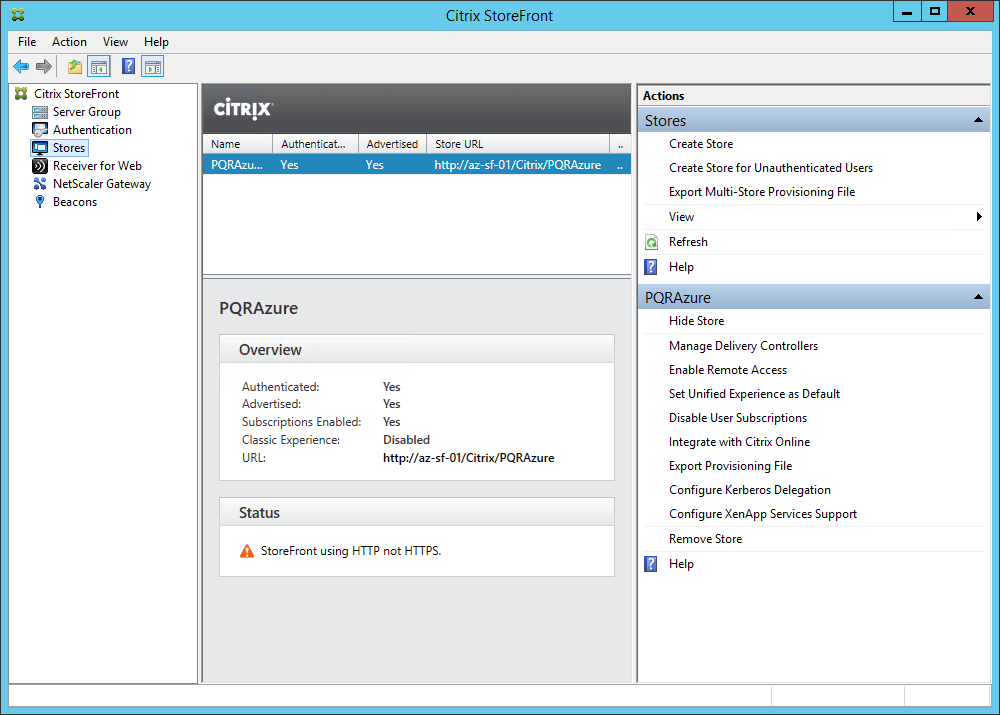 Citrix StoreFront
File Action View Help
Citrix StoreFront
Server Group
Authentication
Stores
Receiver for Web
NetScaler Gateway
Beacons
CITRIX
Name Authenticat... Advertised Store URL ..
PQRAzu... Yes Yes http://az-sf-01/Citrix/PQRAzure ..
PQRAzure
Overview
Authenticated: Yes
Advertised: Yes
Subscriptions Enabled: Yes
Classic Experience: Disabled
URL: http://az-sf-01/Citrix/PQRAzure
Status
StoreFront using HTTP not HTTPS.
Actions
Stores
Create Store
Create Store for Unauthenticated Users
Export Multi-Store Provisioning File
View
Refresh
Help
PQRAzure
Hide Store
Manage Delivery Controllers
Enable Remote Access
Set Unified Experience as Default
Disable User Subscriptions
Integrate with Citrix Online
Export Provisioning File
Configure Kerberos Delegation
Configure XenApp Services Support
Remove Store
Help